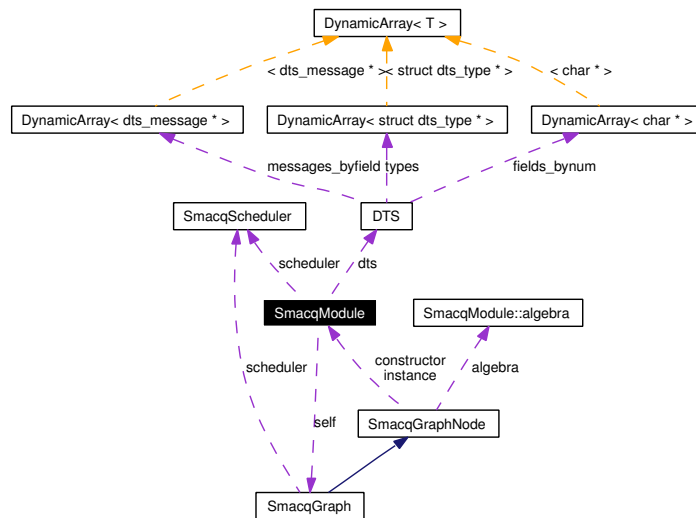 DynamicArray< T >
< dts_message * >
< struct dts_type * >
< char * >
DynamicArray< dts_message * >
DynamicArray< struct dts_type * >
DynamicArray< char * >
messages_byfield
types
fields_bynum
SmacqScheduler
DTS
scheduler
dts
SmacqModule
SmacqModule::algebra
scheduler
constructor
instance
algebra
self
SmacqGraphNode
SmacqGraph